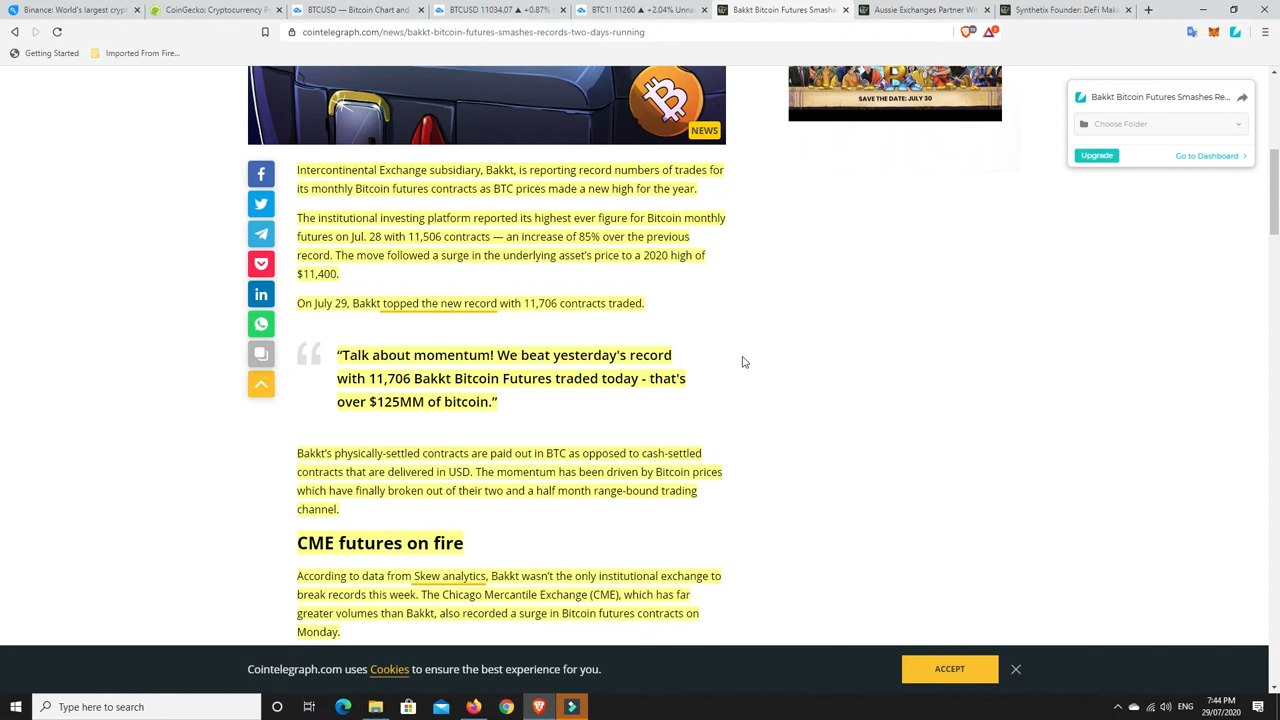 Binance: World's largest crypt
CoinGecko: Cryptocurrency P
BTCUSD — Bitcoin Chart and
BTCUSD 11034.07 ▲ +0.87%
BTC1! 11260 ▲ +2.04% Unna
Bakkt Bitcoin Futures Smashe
Aussie Exchanges Partner Wit
Synthetix Founder: DeFi Make
cointelegraph.com/news/bakkt-bitcoin-futures-smashes-records-two-days-running
Getting Started
Imported From Fire...
SAVE THE DATE: JULY 30
NEWS
Bakkt Bitcoin Futures Smashes Re...
Choose Folder
Upgrade
Go to Dashboard
Intercontinental Exchange subsidiary, Bakkt, is reporting record numbers of trades for
its monthly Bitcoin futures contracts as BTC prices made a new high for the year.
The institutional investing platform reported its highest ever figure for Bitcoin monthly
futures on Jul. 28 with 11,506 contracts — an increase of 85% over the previous
record. The move followed a surge in the underlying asset's price to a 2020 high of
$11,400.
On July 29, Bakkt topped the new record with 11,706 contracts traded.
“Talk about momentum! We beat yesterday's record
with 11,706 Bakkt Bitcoin Futures traded today - that's
over $125MM of bitcoin.”
Bakkt’s physically-settled contracts are paid out in BTC as opposed to cash-settled
contracts that are delivered in USD. The momentum has been driven by Bitcoin prices
which have finally broken out of their two and a half month range-bound trading
channel.
CME futures on fire
According to data from Skew analytics, Bakkt wasn’t the only institutional exchange to
break records this week. The Chicago Mercantile Exchange (CME), which has far
greater volumes than Bakkt, also recorded a surge in Bitcoin futures contracts on
Monday.
Cointelegraph.com uses Cookies to ensure the best experience for you.
ACCEPT
Type here to search
ENG
7:44 PM
29/07/2020